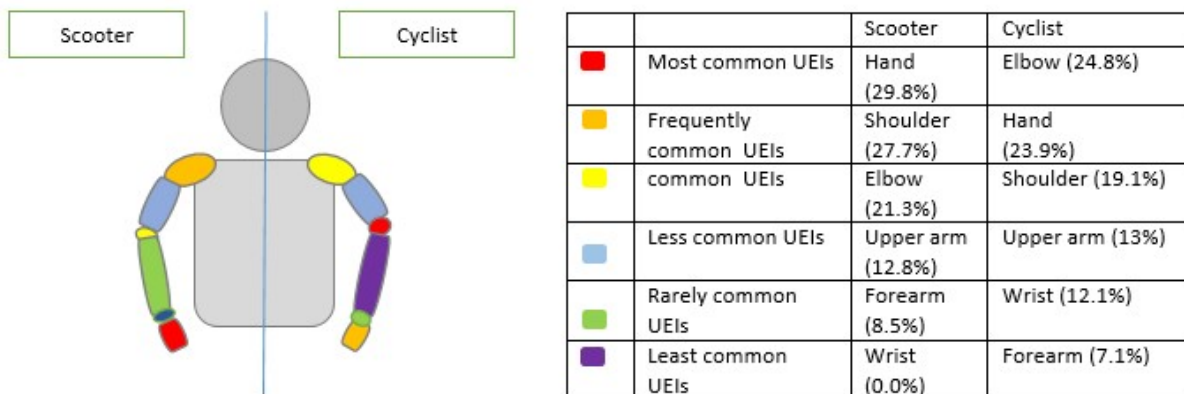 Scooter
Cyclist
Scooter Cyclist
Most common UEIs Hand Elbow (24.8%)
(29.8%)
Frequently Shoulder Hand
common UEIs (27.7%) (23.9%)
common UEIs Elbow Shoulder (19.1%)
(21.3%)
Less common UEIs Upper arm Upper arm (13%)
(12.8%)
Rarely common Forearm Wrist (12.1%)
UEIs (8.5%)
Least common Wrist Forearm (7.1%)
UEIs (0.0%)